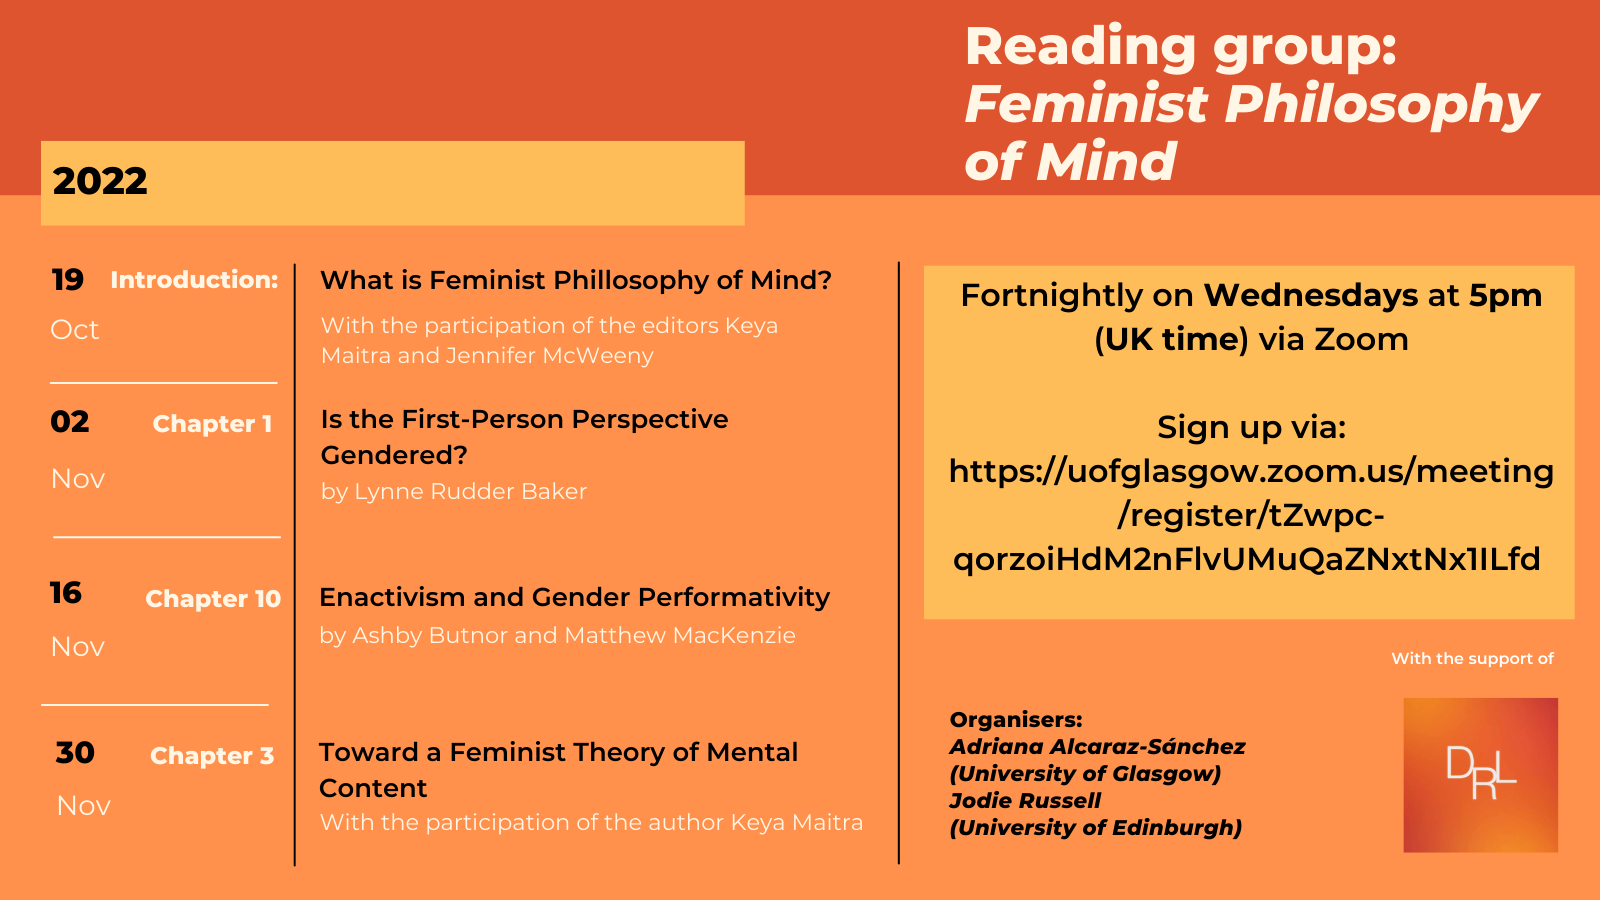 Reading group:
Feminist Philosophy
of Mind
2022
19 Introduction:
Oct
What is Feminist Phillosophy of Mind?
With the participation of the editors Keya
Maitra and Jennifer McWeeny
02 Chapter 1
Nov
Is the First-Person Perspective
Gendered?
by Lynne Rudder Baker
16 Chapter 10
Nov
Enactivism and Gender Performativity
by Ashby Butnor and Matthew MacKenzie
30 Chapter 3
Nov
Toward a Feminist Theory of Mental
Content
With the participation of the author Keya Maitra
Fortnightly on Wednesdays at 5pm
(UK time) via Zoom
Sign up via:
https://uofglasgow.zoom.us/meeting
/register/tZwpc-
qorzoiHdM2nFlvUMuQaZNxtNx1ILfd
With the support of
DRL
Organisers:
Adriana Alcaraz-Sánchez
(University of Glasgow)
Jodie Russell
(University of Edinburgh)